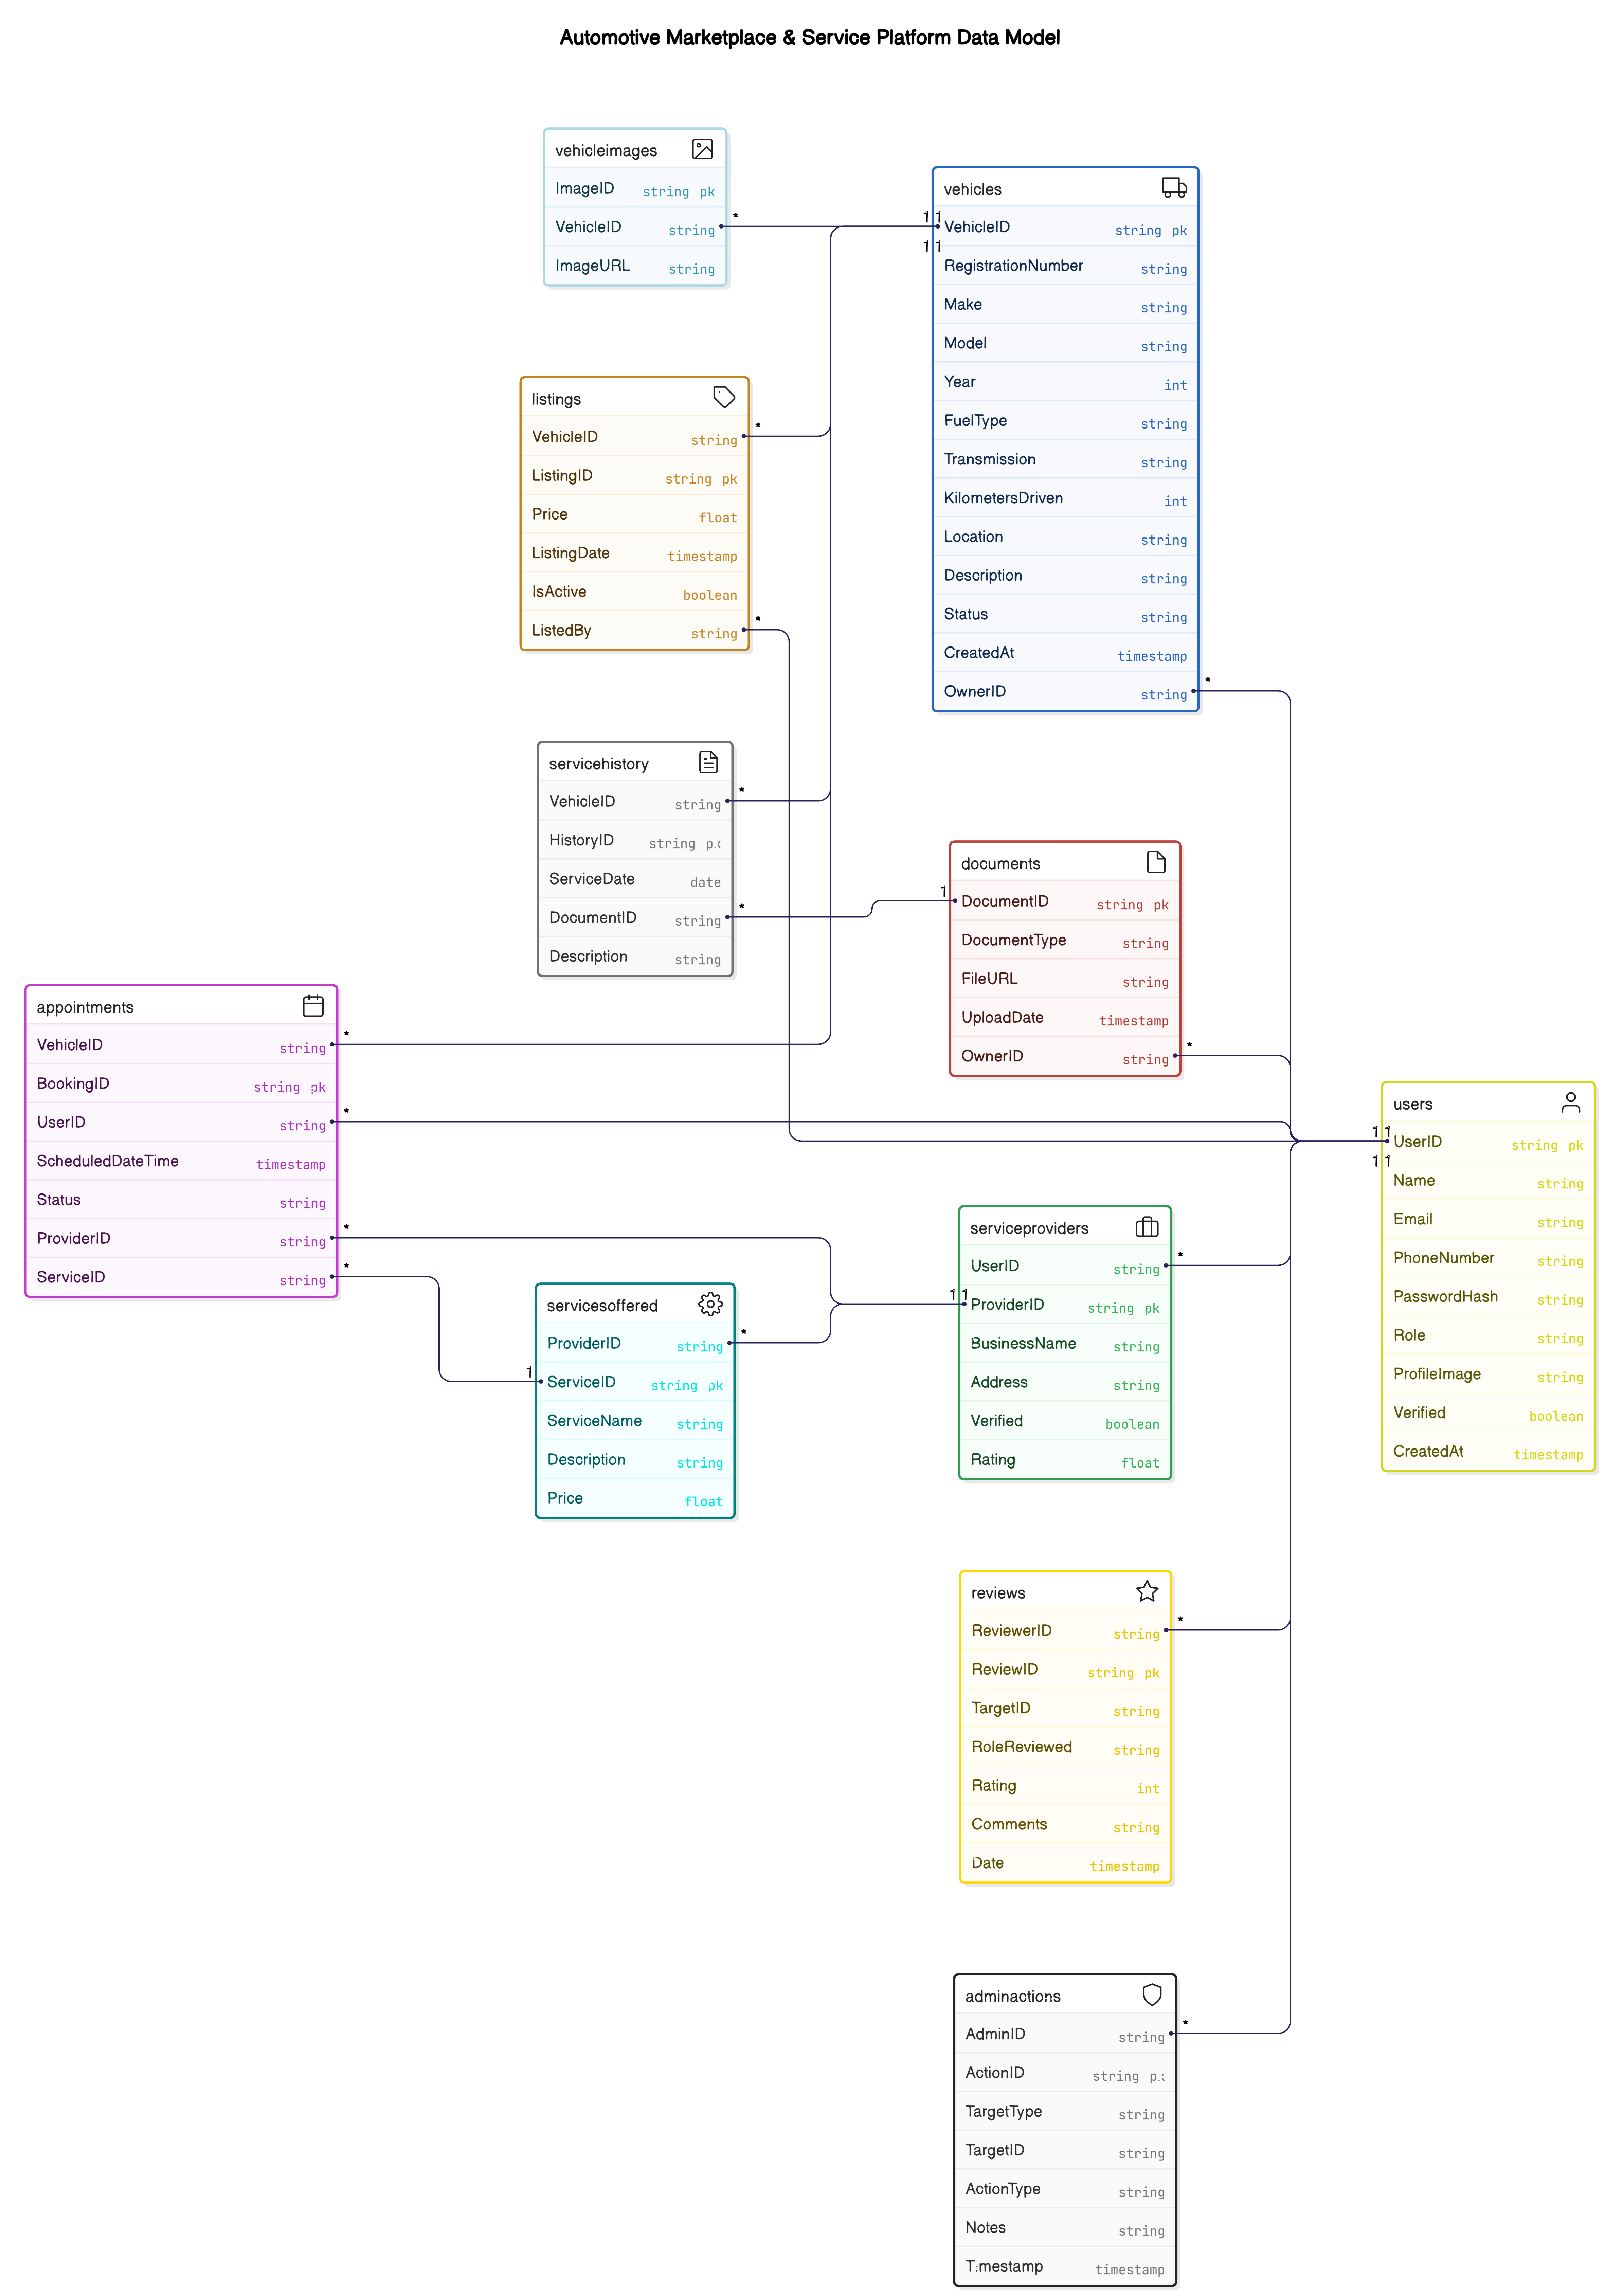 Automotive Marketplace & Service Platform Data Model
vehicleimages
ImageID string pk
VehicleID string
ImageURL string
*
1 1
1 1
vehicles
VehicleID string pk
RegistrationNumber string
Make string
Model string
Year int
FuelType string
Transmission string
KilometersDriven int
Location string
Description string
Status string
CreatedAt timestamp
OwnerID string
*
listings
VehicleID string
ListingID string pk
Price float
ListingDate timestamp
IsActive boolean
ListedBy string
*
*
servicehistory
VehicleID string
HistoryID string pk
ServiceDate date
DocumentID string
Description string
*
*
1
documents
DocumentID string pk
DocumentType string
FileURL string
UploadDate timestamp
OwnerID string
*
appointments
VehicleID string
BookingID string pk
UserID string
ScheduledDateTime timestamp
Status string
ProviderID string
ServiceID string
*
*
*
*
1 1
1 1
users
UserID string pk
Name string
Email string
PhoneNumber string
PasswordHash string
Role string
ProfileImage string
Verified boolean
CreatedAt timestamp
1
servicesoffered
ProviderID string
ServiceID string pk
ServiceName string
Description string
Price float
*
1 1
serviceproviders
UserID string
ProviderID string pk
BusinessName string
Address string
Verified boolean
Rating float
*
reviews
ReviewerID string
ReviewID string pk
TargetID string
RoleReviewed string
Rating int
Comments string
Date timestamp
*
adminactions
AdminID string
ActionID string pk
TargetType string
TargetID string
ActionType string
Notes string
Timestamp timestamp
*